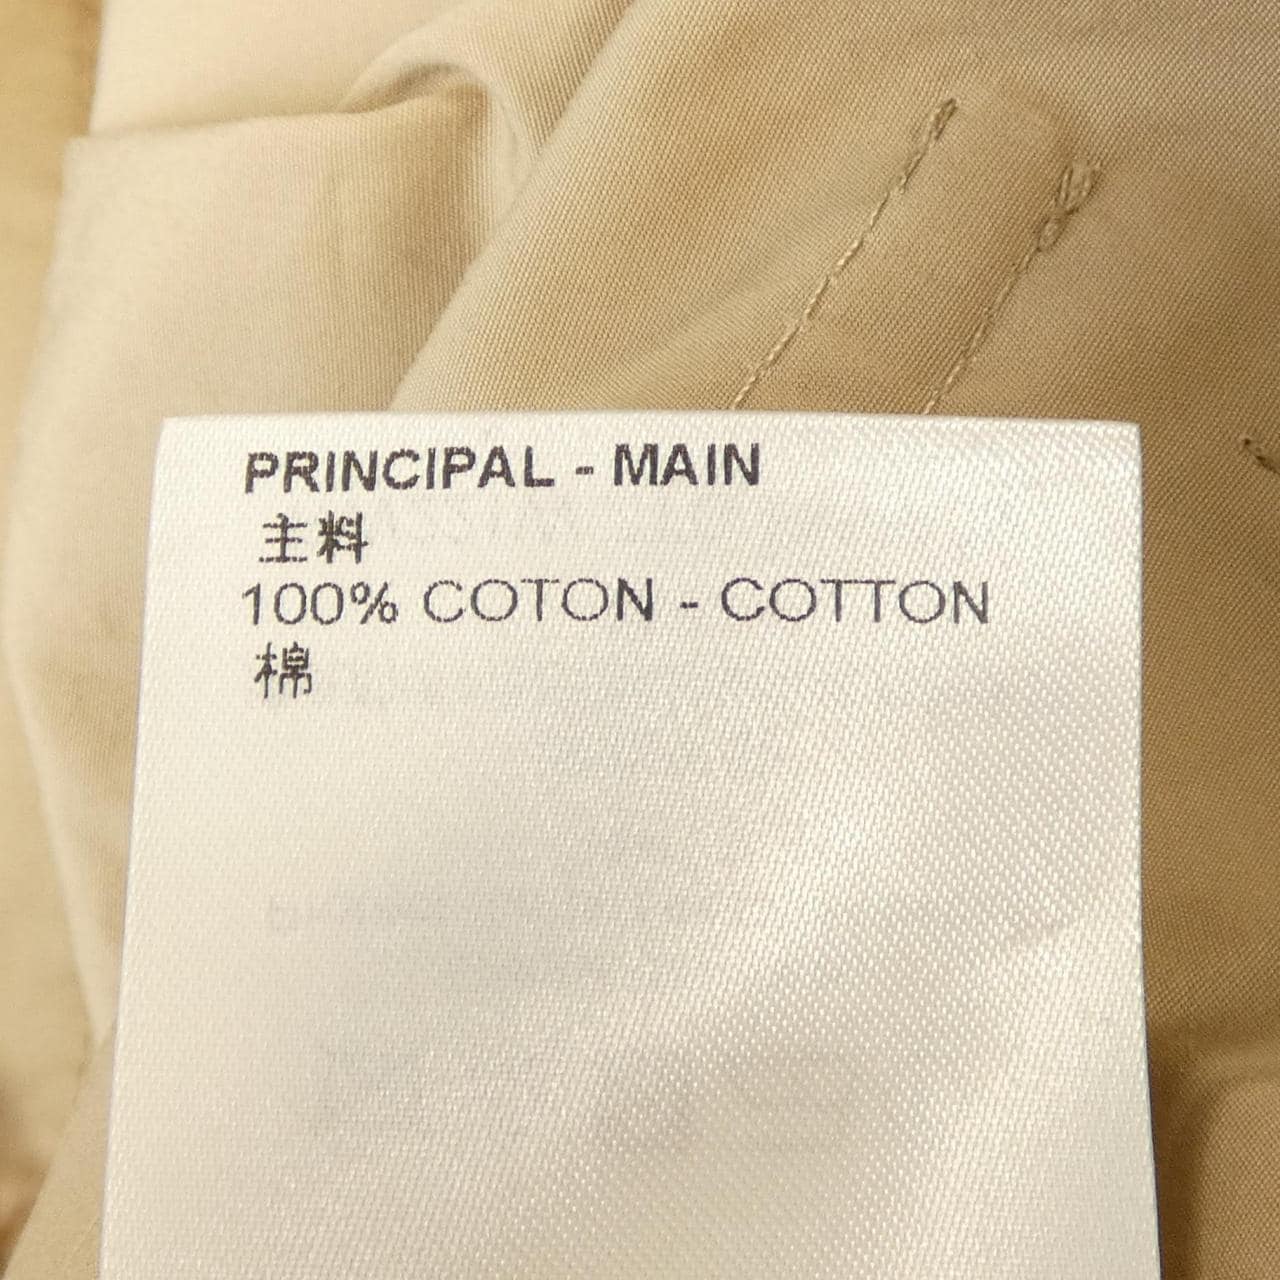 PRINCIPAL - MAIN
主料
100% COTON - COTTON
棉